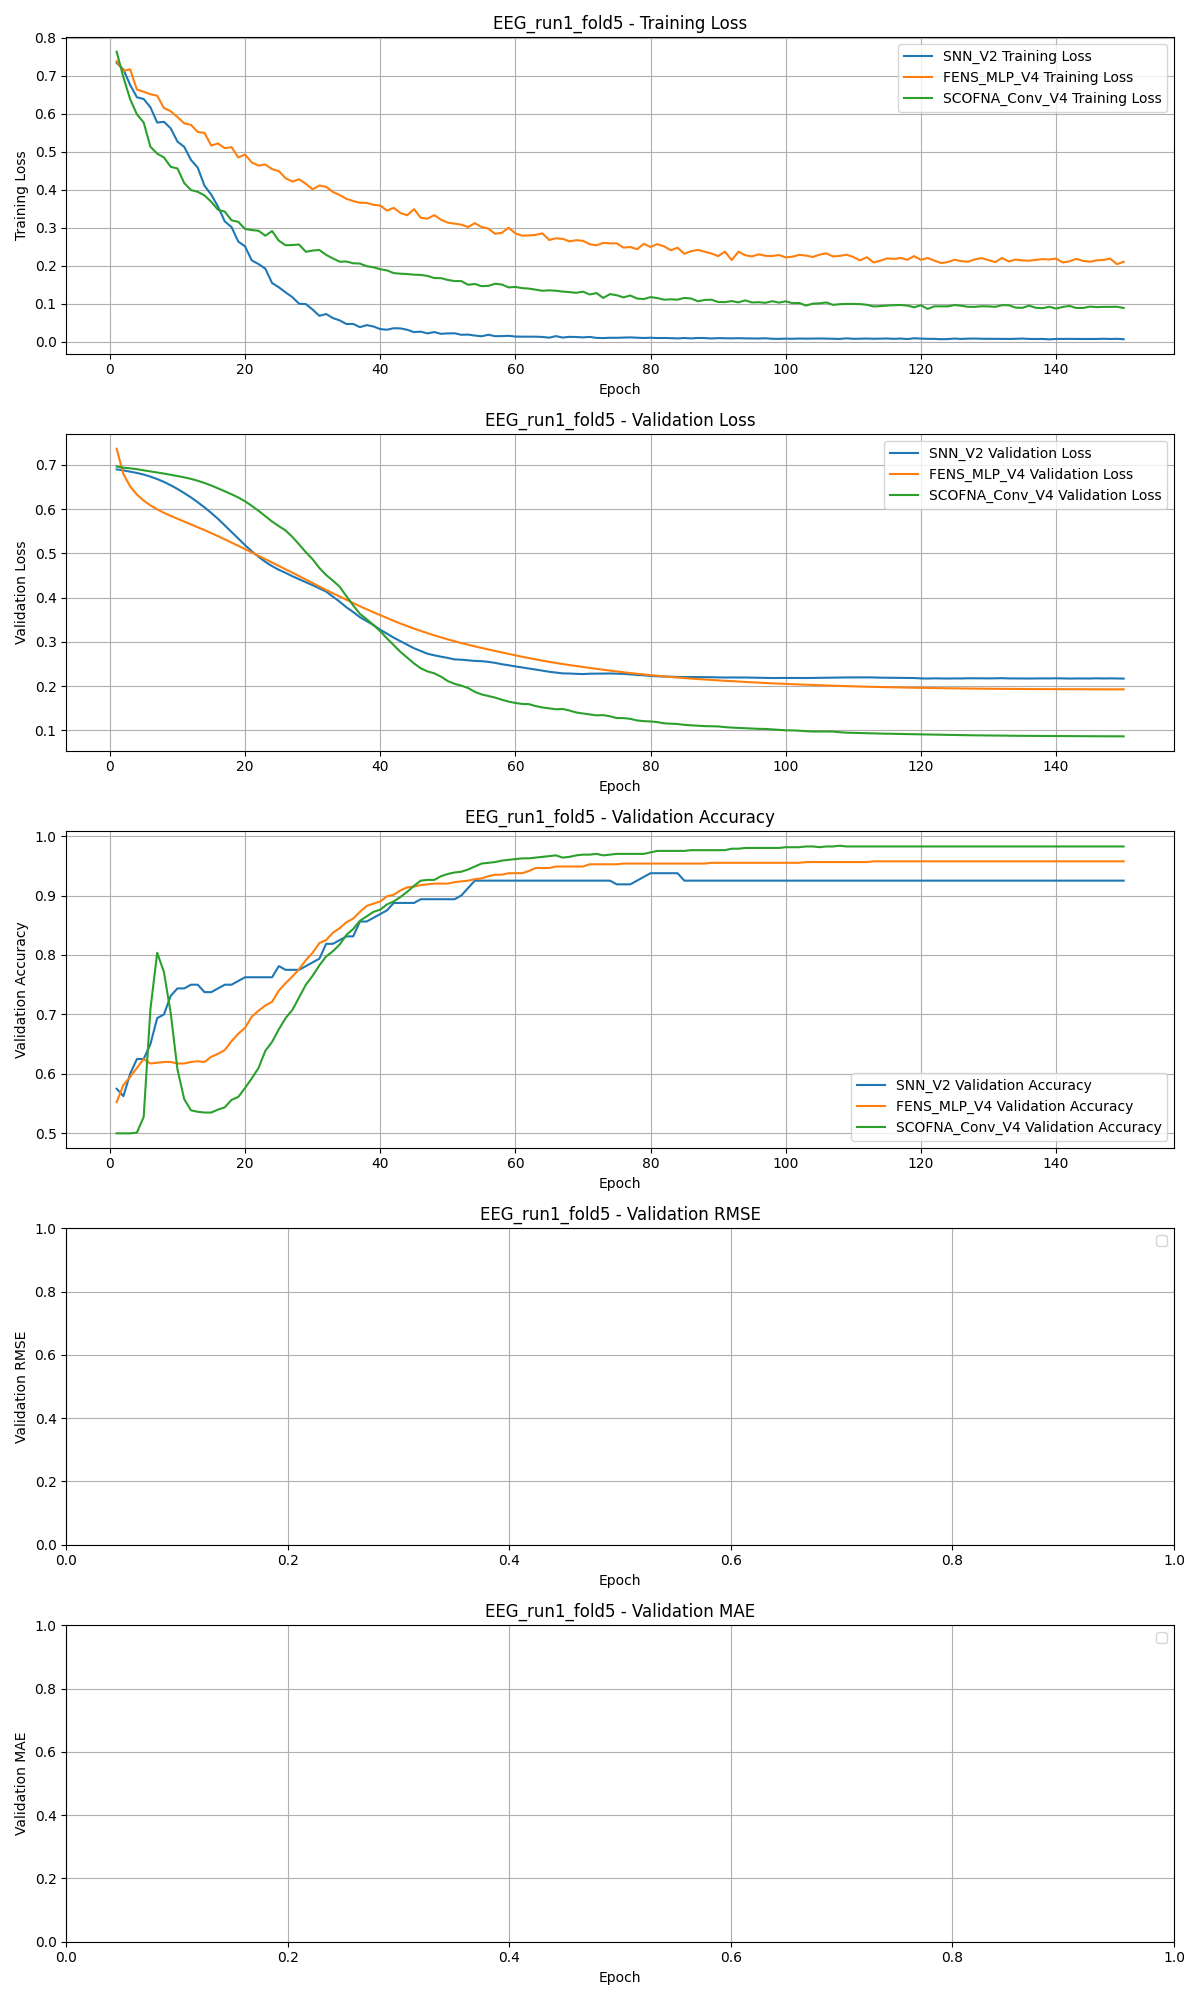 EEG_run1_fold5 - Training Loss
SNN_V2 Training Loss
FENS_MLP_V4 Training Loss
SCOFNA_Conv_V4 Training Loss
Training Loss
0.8
0.7
0.6
0.5
0.4
0.3
0.2
0.1
0.0
0 20 40 60 80 100 120 140
Epoch
EEG_run1_fold5 - Validation Loss
SNN_V2 Validation Loss
FENS_MLP_V4 Validation Loss
SCOFNA_Conv_V4 Validation Loss
Validation Loss
0.7
0.6
0.5
0.4
0.3
0.2
0.1
0 20 40 60 80 100 120 140
Epoch
EEG_run1_fold5 - Validation Accuracy
Validation Accuracy
1.0
0.9
0.8
0.7
0.6
0.5
SNN_V2 Validation Accuracy
FENS_MLP_V4 Validation Accuracy
SCOFNA_Conv_V4 Validation Accuracy
0 20 40 60 80 100 120 140
Epoch
EEG_run1_fold5 - Validation RMSE
Validation RMSE
1.0
0.8
0.6
0.4
0.2
0.0
0.0 0.2 0.4 0.6 0.8 1.0
Epoch
EEG_run1_fold5 - Validation MAE
Validation MAE
1.0
0.8
0.6
0.4
0.2
0.0
0.0 0.2 0.4 0.6 0.8 1.0
Epoch